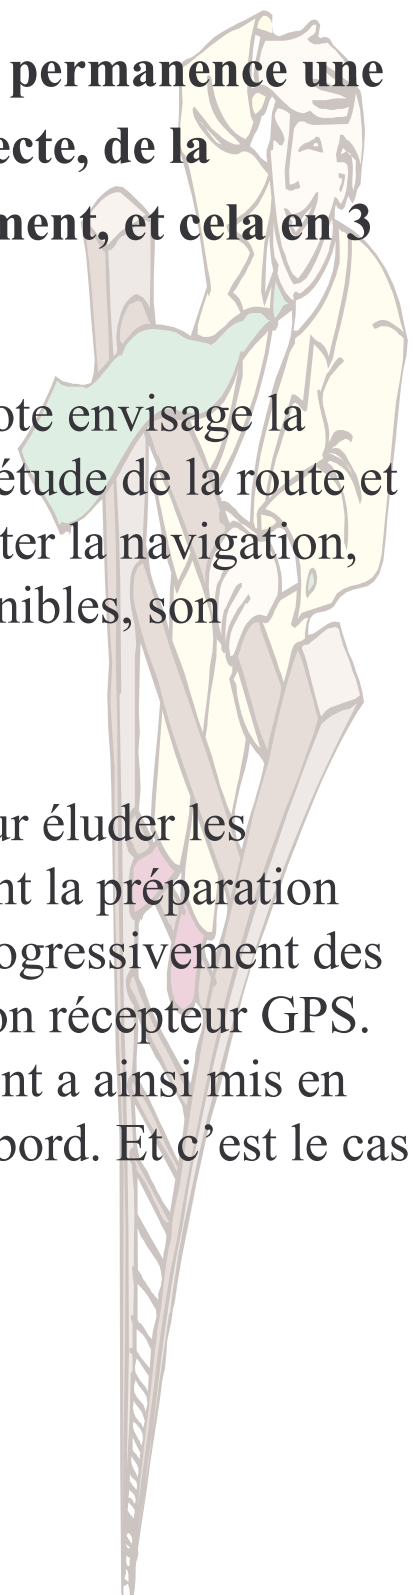 permanence une
ecte, de la
ment, et cela en 3
ote envisage la
étude de la route et
ter la navigation,
nibles, son
ur éluder les
nt la préparation
ogressivement des
on récepteur GPS.
nt a ainsi mis en
bord. Et c’est le cas